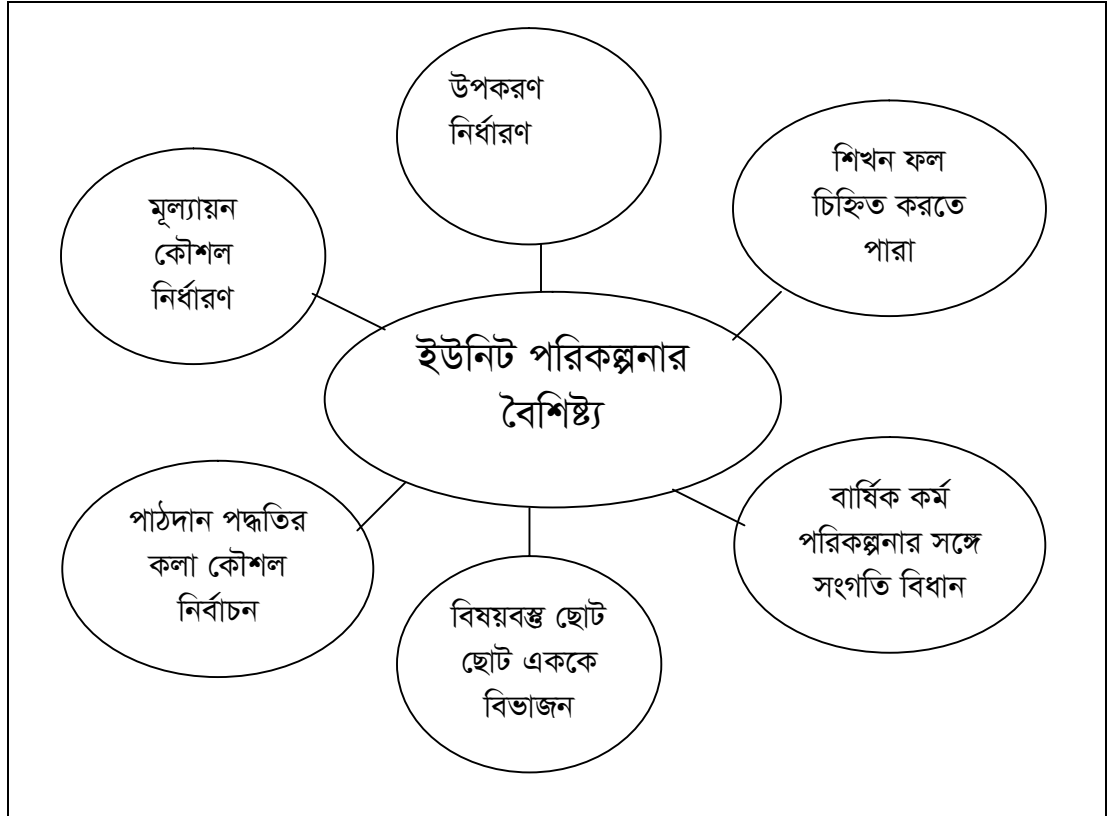 উপকরণ
নির্ধারণ
শিখন ফল
চিহ্নিত করতে
পারা
মূল্যায়ন
কৌশল
নির্ধারণ
ইউনিট পরিকল্পনার
বৈশিষ্ট্য
বার্ষিক কর্ম
পরিকল্পনার সঙ্গে
সংগতি বিধান
পাঠদান পদ্ধতির
কলা কৌশল
নির্বাচন
বিষয়বস্তু ছোট
ছোট এককে
বিভাজন